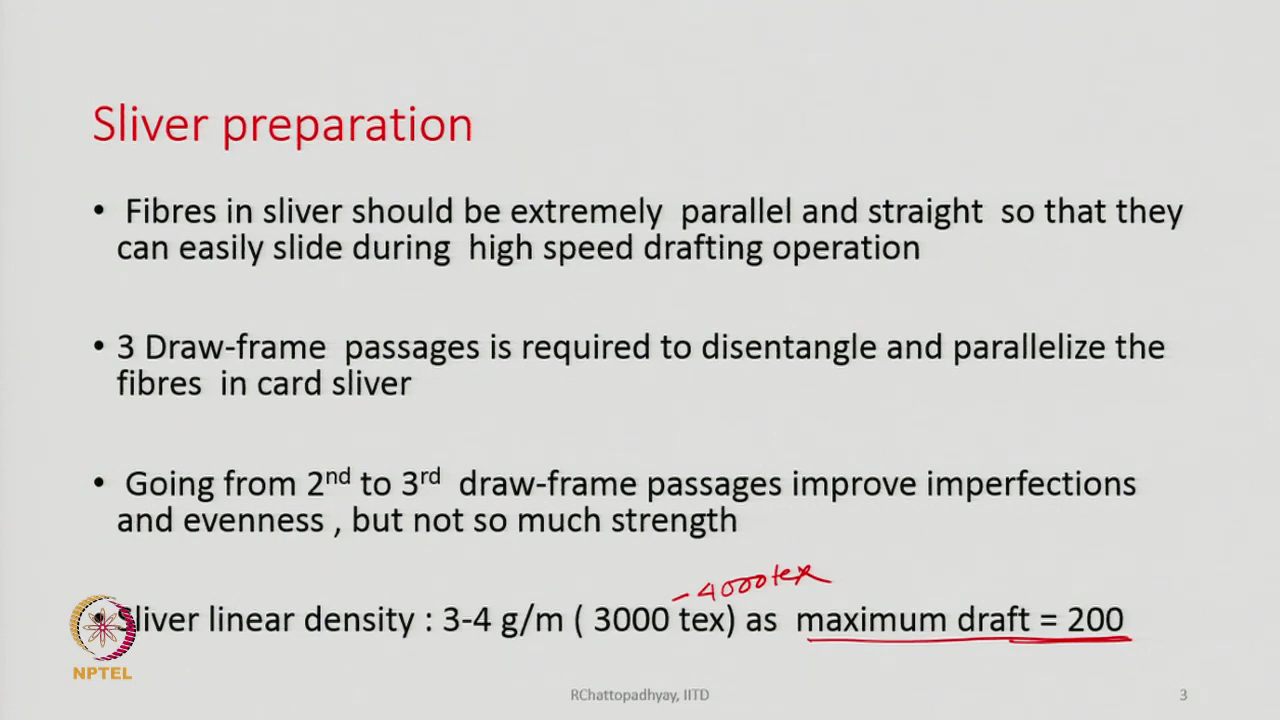 Sliver preparation
• Fibres in sliver should be extremely parallel and straight so that they
can easily slide during high speed drafting operation
• 3 Draw-frame passages is required to disentangle and parallelize the
fibres in card sliver
• Going from 2nd to 3rd draw-frame passages improve imperfections
and evenness , but not so much strength
- 4000 tex
Sliver linear density : 3-4 g/m ( 3000 tex) as maximum draft = 200
NPTEL
RChattopadhyay, IITD
3